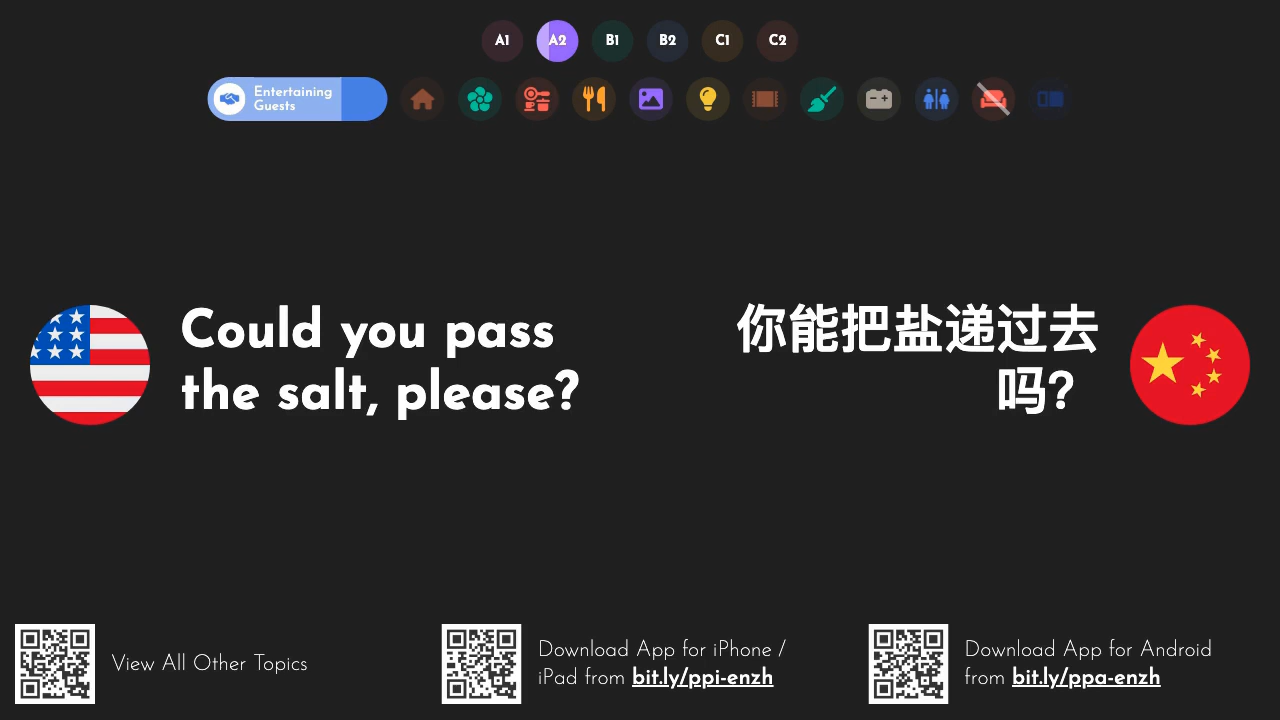 A1 A2 B1 B2 C1 C2
Entertaining
Guests
Could you pass
the salt, please?
你能把盐递过去
吗?
View All Other Topics
Download App for iPhone /
iPad from bit.ly/ppi-enzh
Download App for Android
from bit.ly/ppa-enzh